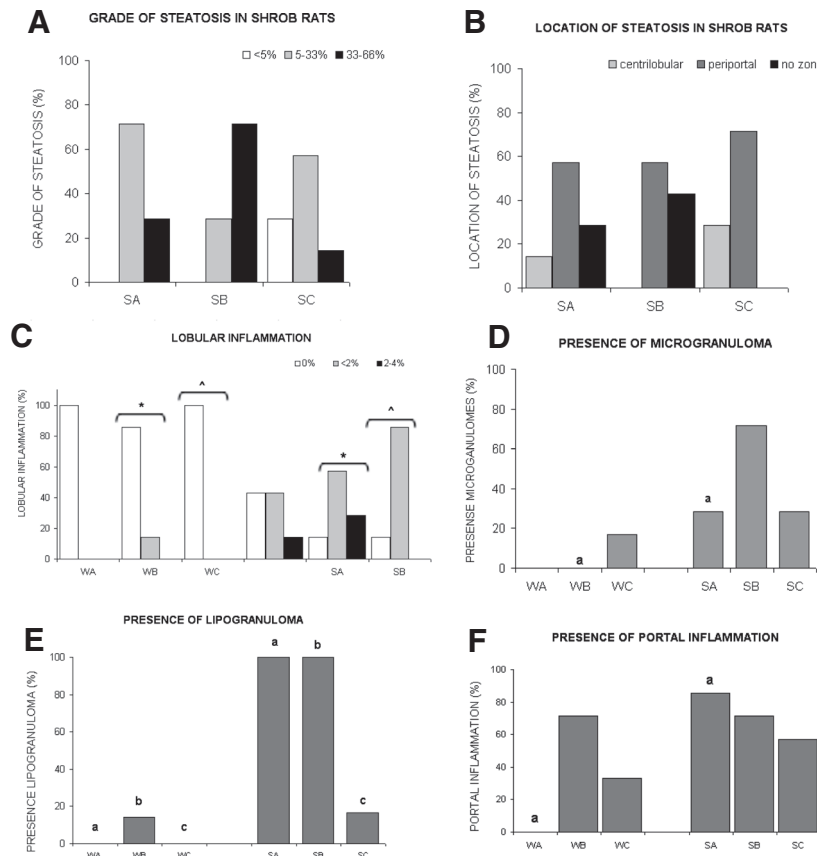 A
GRADE OF STEATOSIS IN SHROB RATS
<5% 5-33% 33-66%
GRADE OF STEATOSIS (%)
100
80
60
40
20
0
SA SB SC
B
LOCATION OF STEATOSIS IN SHROB RATS
centrilobular periportal no zon
LOCATION OF STEATOSIS (%)
100
80
60
40
20
0
SA SB SC
C
LOBULAR INFLAMMATION
0% <2% 2-4%
LOBULAR INFLAMMATION (%)
100
80
60
40
20
0
* ^ * ^
WA WB WC SA SB
D
PRESENCE OF MICROGRANULOMA
PRESENSE MICROGANULOMES (%)
100
80
60
40
20
0
a a
WA WB WC SA SB SC
E
PRESENCE OF LIPOGRANULOMA
PRESENCE LIPOGRANULOMA (%)
100
80
60
40
20
0
a b c a b c
WA WB WC SA SB SC
F
PRESENCE OF PORTAL INFLAMMATION
PORTAL INFLAMMATION (%)
100
80
60
40
20
0
a a
WA WB WC SA SB SC